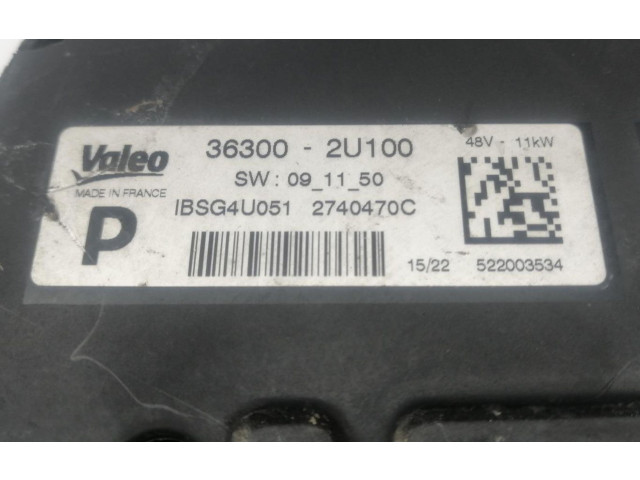 Valeo
MADE IN FRANCE
P
36300 - 2U100
SW : 09_11_50
IBSG4U051 2740470C
48V - 11kW
15/22 522003534